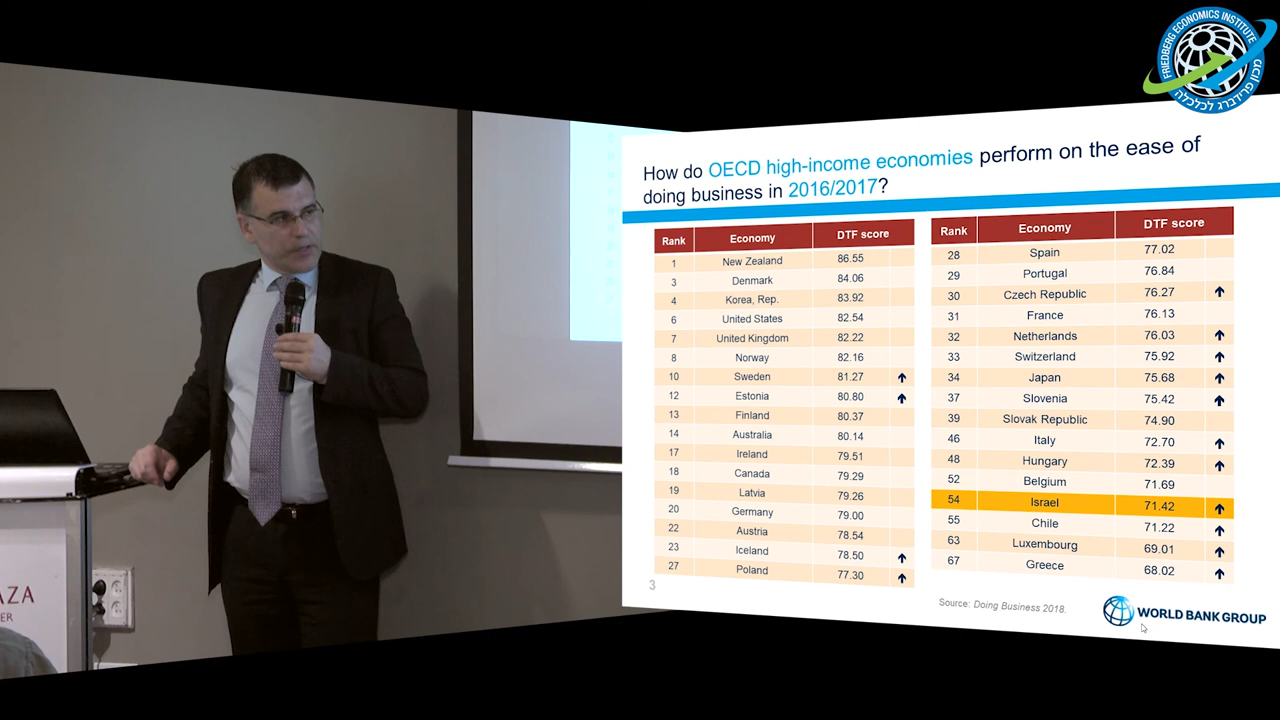 FRIEDBERG ECONOMICS INSTITUTE
מכון פרידברג לכלכלה
How do OECD high-income economies perform on the ease of
doing business in 2016/2017?
Rank Economy DTF score
1 New Zealand 86.55
3 Denmark 84.06
4 Korea, Rep. 83.92
6 United States 82.54
7 United Kingdom 82.22
8 Norway 82.16
10 Sweden 81.27
12 Estonia 80.80
13 Finland 80.37
14 Australia 80.14
17 Ireland 79.51
18 Canada 79.29
19 Latvia 79.26
20 Germany 79.00
22 Austria 78.54
23 Iceland 78.50
27 Poland 77.30
Rank Economy DTF score
28 Spain 77.02
29 Portugal 76.84
30 Czech Republic 76.27
31 France 76.13
32 Netherlands 76.03
33 Switzerland 75.92
34 Japan 75.68
37 Slovenia 75.42
39 Slovak Republic 74.90
46 Italy 72.70
48 Hungary 72.39
52 Belgium 71.69
54 Israel 71.42
55 Chile 71.22
63 Luxembourg 69.01
67 Greece 68.02
3
Source: Doing Business 2018.
WORLD BANK GROUP
AZA
ER